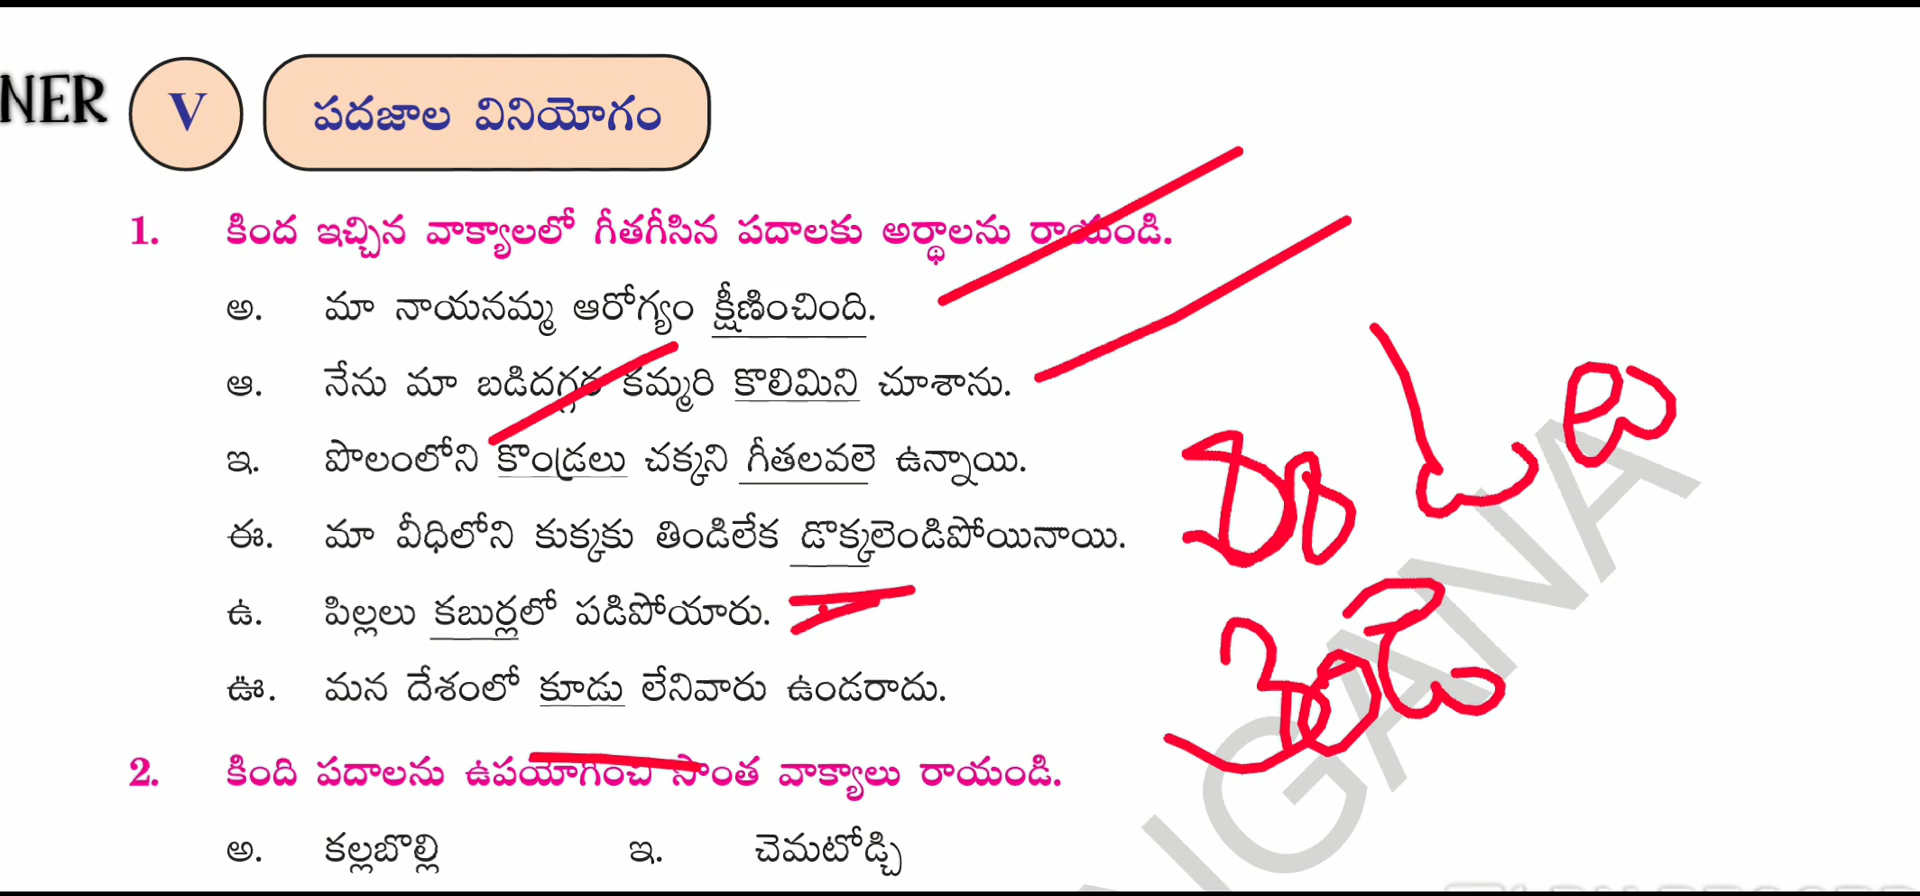 NER V పదజాల వినియోగం
1. కింద ఇచ్చిన వాక్యాలలో గీతగీసిన పదాలకు అర్థాలను రాయండి.
అ. మా నాయనమ్మ ఆరోగ్యం క్షీణించింది.
ఆ. నేను మా బడిదగ్గర కమ్మరి కొలిమిని చూశాను.
ఇ. పొలంలోని కొండ్రలు చక్కని గీతలవలె ఉన్నాయి.
ఈ. మా వీధిలోని కుక్కకు తిండిలేక డొక్కలెండిపోయినాయి.
ఉ. పిల్లలు కబుర్లలో పడిపోయారు.
ఊ. మన దేశంలో కూడు లేనివారు ఉండరాదు.
2. కింది పదాలను ఉపయోగించి సొంత వాక్యాలు రాయండి.
అ. కల్లబొల్లి ఇ. చెమటోడ్చి
NGANA